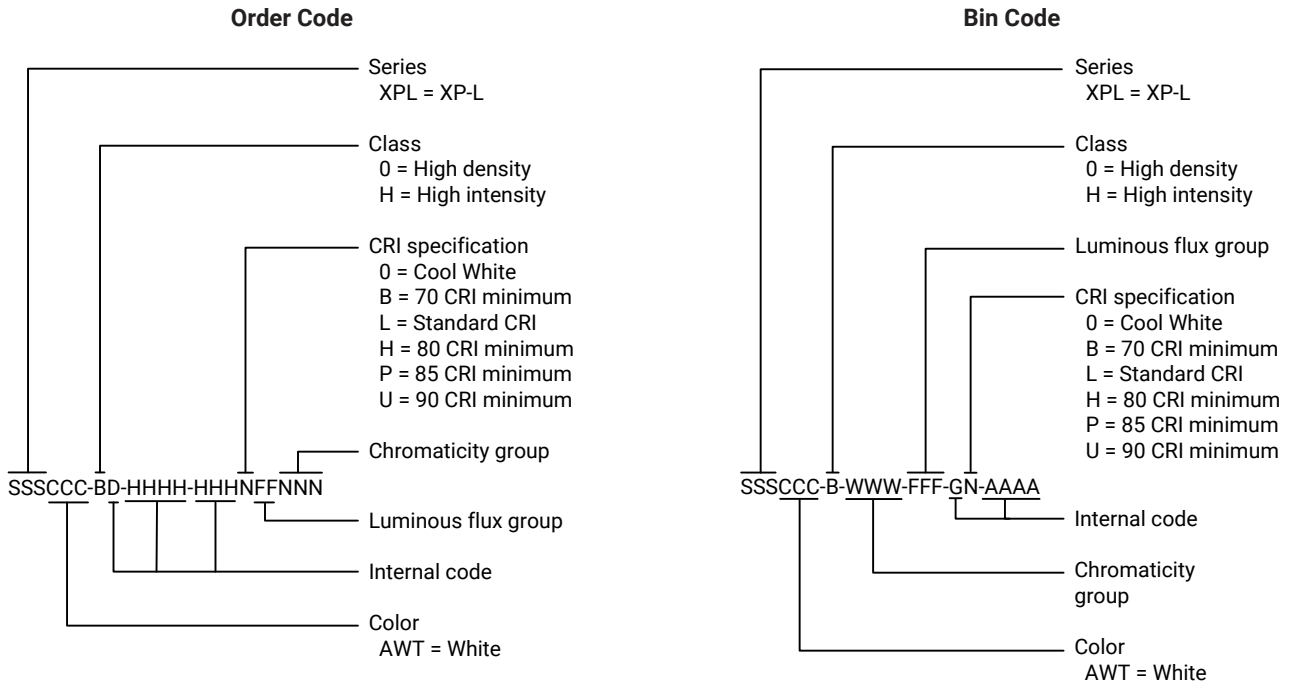 Order Code
Series
XPL = XP-L
Class
0 = High density
H = High intensity
CRI specification
0 = Cool White
B = 70 CRI minimum
L = Standard CRI
H = 80 CRI minimum
P = 85 CRI minimum
U = 90 CRI minimum
Chromaticity group
SSSCCC-BD-HHHH-HHHNFFNNN
Luminous flux group
Internal code
Color
AWT = White
Bin Code
Series
XPL = XP-L
Class
0 = High density
H = High intensity
Luminous flux group
CRI specification
0 = Cool White
B = 70 CRI minimum
L = Standard CRI
H = 80 CRI minimum
P = 85 CRI minimum
U = 90 CRI minimum
SSSCCC-B-WWW-FFF-GN-AAAA
Internal code
Chromaticity
group
Color
AWT = White